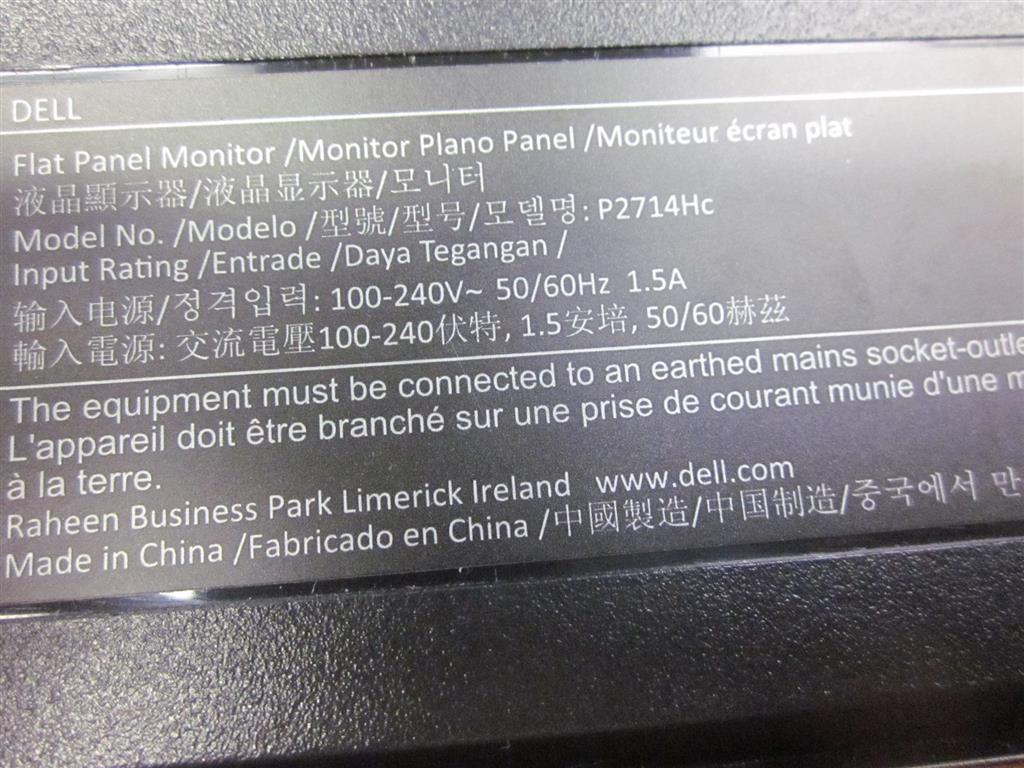 DELL
Flat Panel Monitor /Monitor Plano Panel /Moniteur écran plat
液晶顯示器/液晶显示器/모니터
Model No. /Modelo /型號/型号/모델명: P2714Hc
Input Rating /Entrade /Daya Tegangan /
输入电源/정격입력: 100-240V~ 50/60Hz 1.5A
輸入電源: 交流電壓100-240伏特, 1.5安培, 50/60赫茲
The equipment must be connected to an earthed mains socket-outle
L'appareil doit être branché sur une prise de courant munie d'une m
à la terre.
Raheen Business Park Limerick Ireland www.dell.com
Made in China /Fabricado en China /中國製造/中国制造/중국에서 만